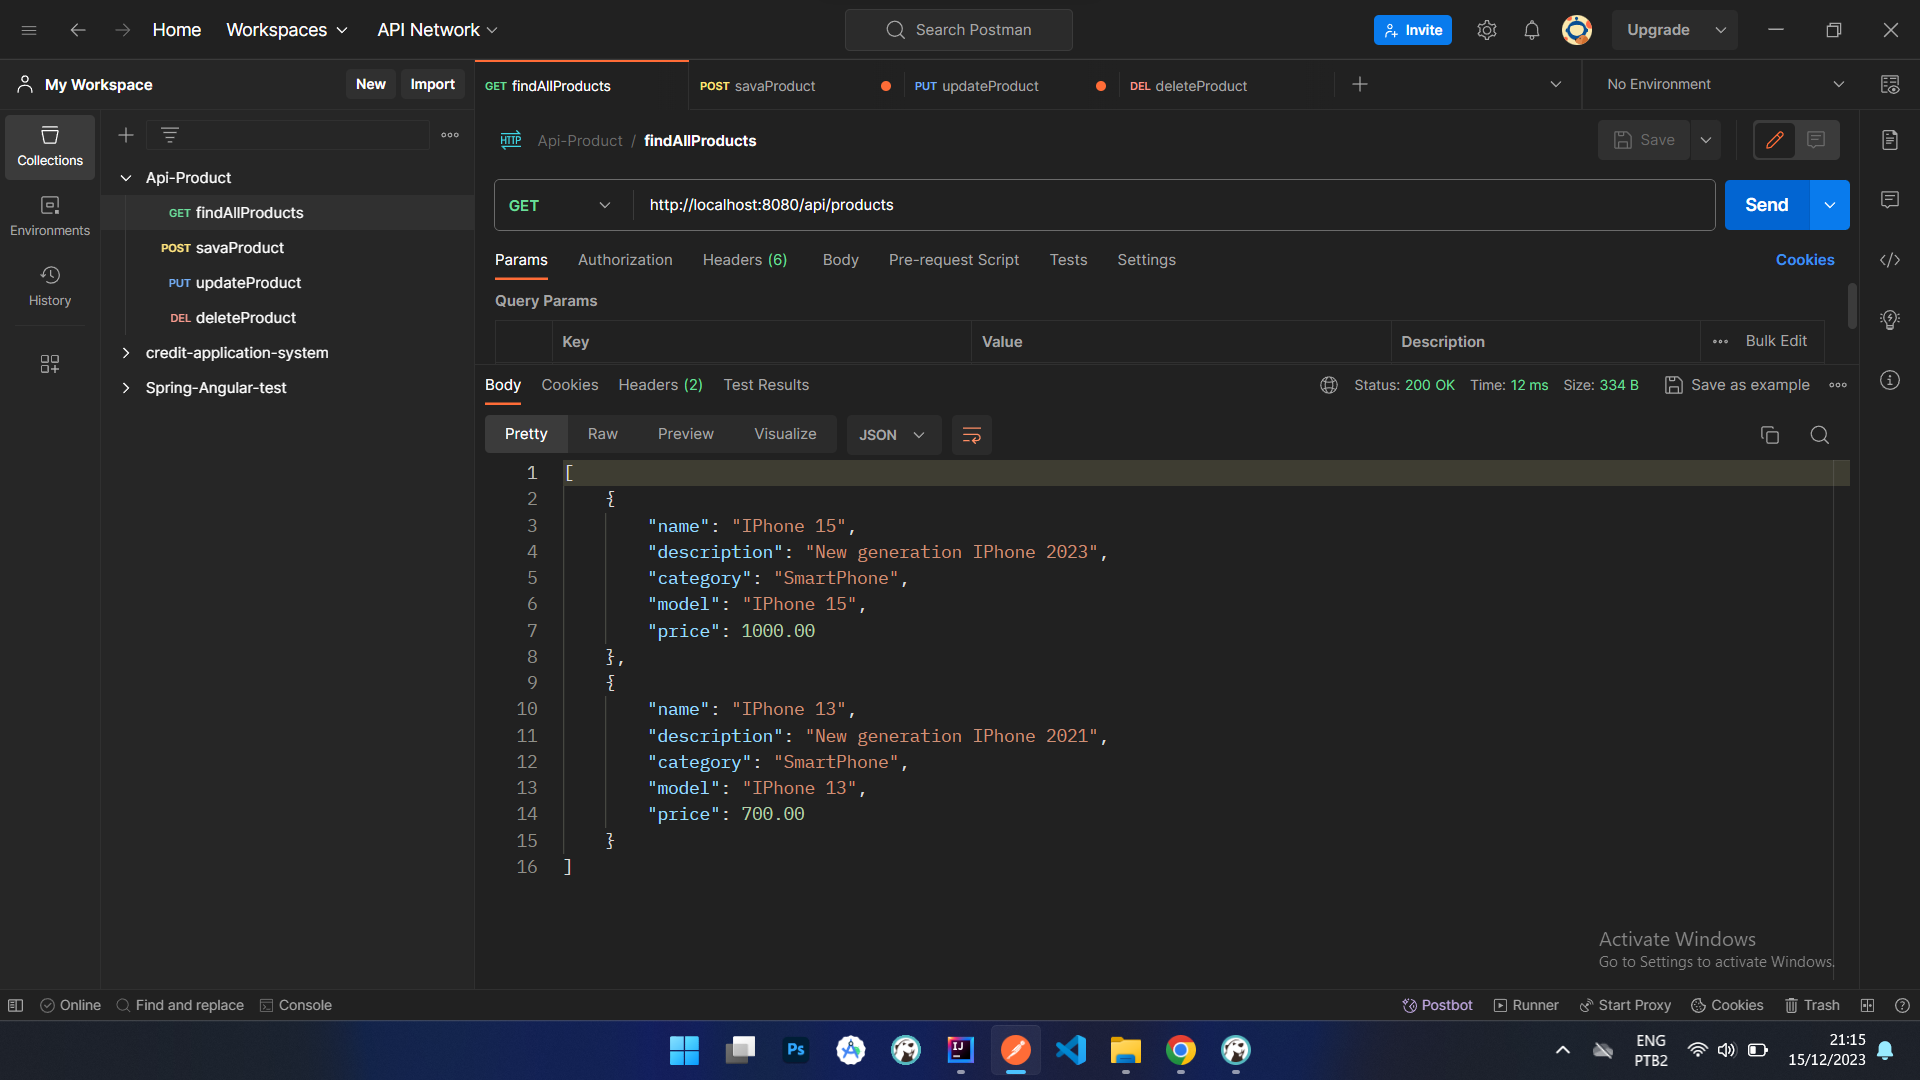 Home Workspaces API Network Search Postman Invite Upgrade
My Workspace New Import GET findAllProducts POST savaProduct PUT updateProduct DEL deleteProduct No Environment
Collections
Environments
History
Api-Product
GET findAllProducts
POST savaProduct
PUT updateProduct
DEL deleteProduct
credit-application-system
Spring-Angular-test
HTTP Api-Product / findAllProducts Save
GET http://localhost:8080/api/products Send
Params Authorization Headers (6) Body Pre-request Script Tests Settings Cookies
Query Params
Key Value Description Bulk Edit
Body Cookies Headers (2) Test Results Status: 200 OK Time: 12 ms Size: 334 B Save as example
Pretty Raw Preview Visualize JSON
1 [
2 {
3 "name": "IPhone 15",
4 "description": "New generation IPhone 2023",
5 "category": "SmartPhone",
6 "model": "IPhone 15",
7 "price": 1000.00
8 },
9 {
10 "name": "IPhone 13",
11 "description": "New generation IPhone 2021",
12 "category": "SmartPhone",
13 "model": "IPhone 13",
14 "price": 700.00
15 }
16 ]
Activate Windows
Go to Settings to activate Windows.
Online Find and replace Console Postbot Runner Start Proxy Cookies Trash
Ps IJ
ENG
PTB2
21:15
15/12/2023